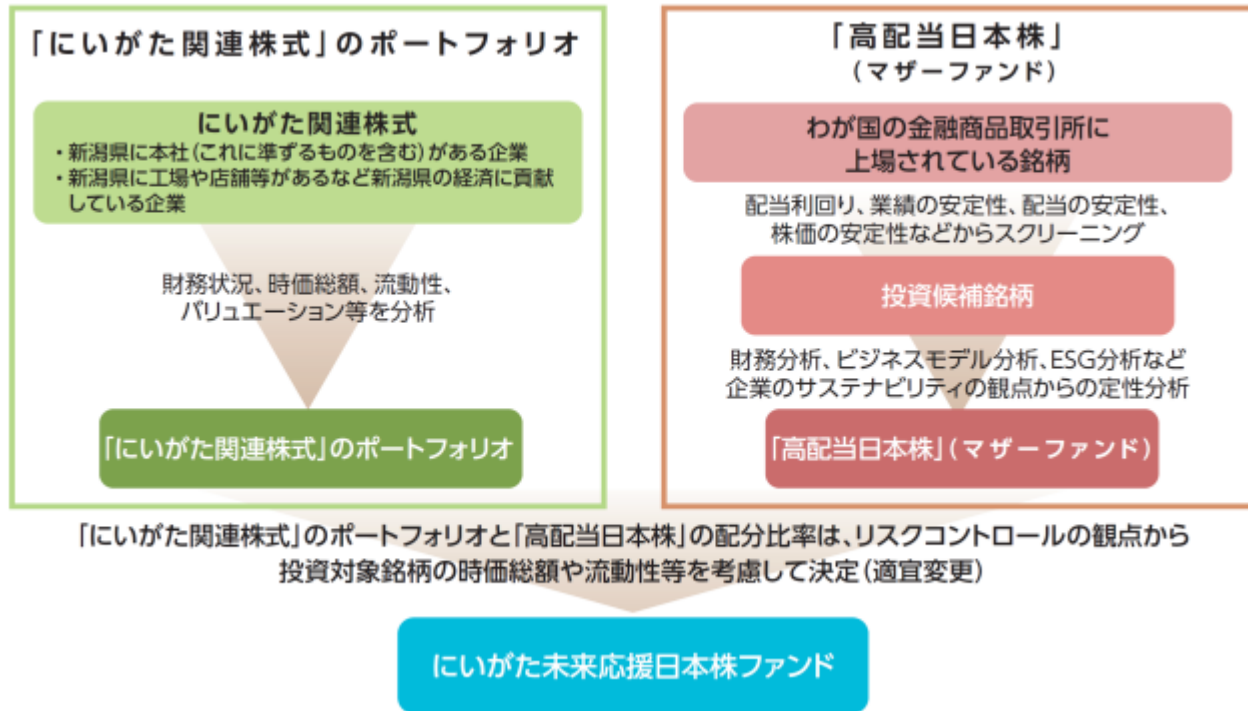 「にいがた関連株式」のポートフォリオ
にいがた関連株式
・新潟県に本社(これに準ずるものを含む)がある企業
・新潟県に工場や店舗等があるなど新潟県の経済に貢献
している企業
財務状況、時価総額、流動性、
バリュエーション等を分析
「にいがた関連株式」のポートフォリオ
「高配当日本株」
(マザーファンド)
わが国の金融商品取引所に
上場されている銘柄
配当利回り、業績の安定性、配当の安定性、
株価の安定性などからスクリーニング
投資候補銘柄
財務分析、ビジネスモデル分析、ESG分析など
企業のサステナビリティの観点からの定性分析
「高配当日本株」(マザーファンド)
「にいがた関連株式」のポートフォリオと「高配当日本株」の配分比率は、リスクコントロールの観点から
投資対象銘柄の時価総額や流動性等を考慮して決定(適宜変更)
にいがた未来応援日本株ファンド